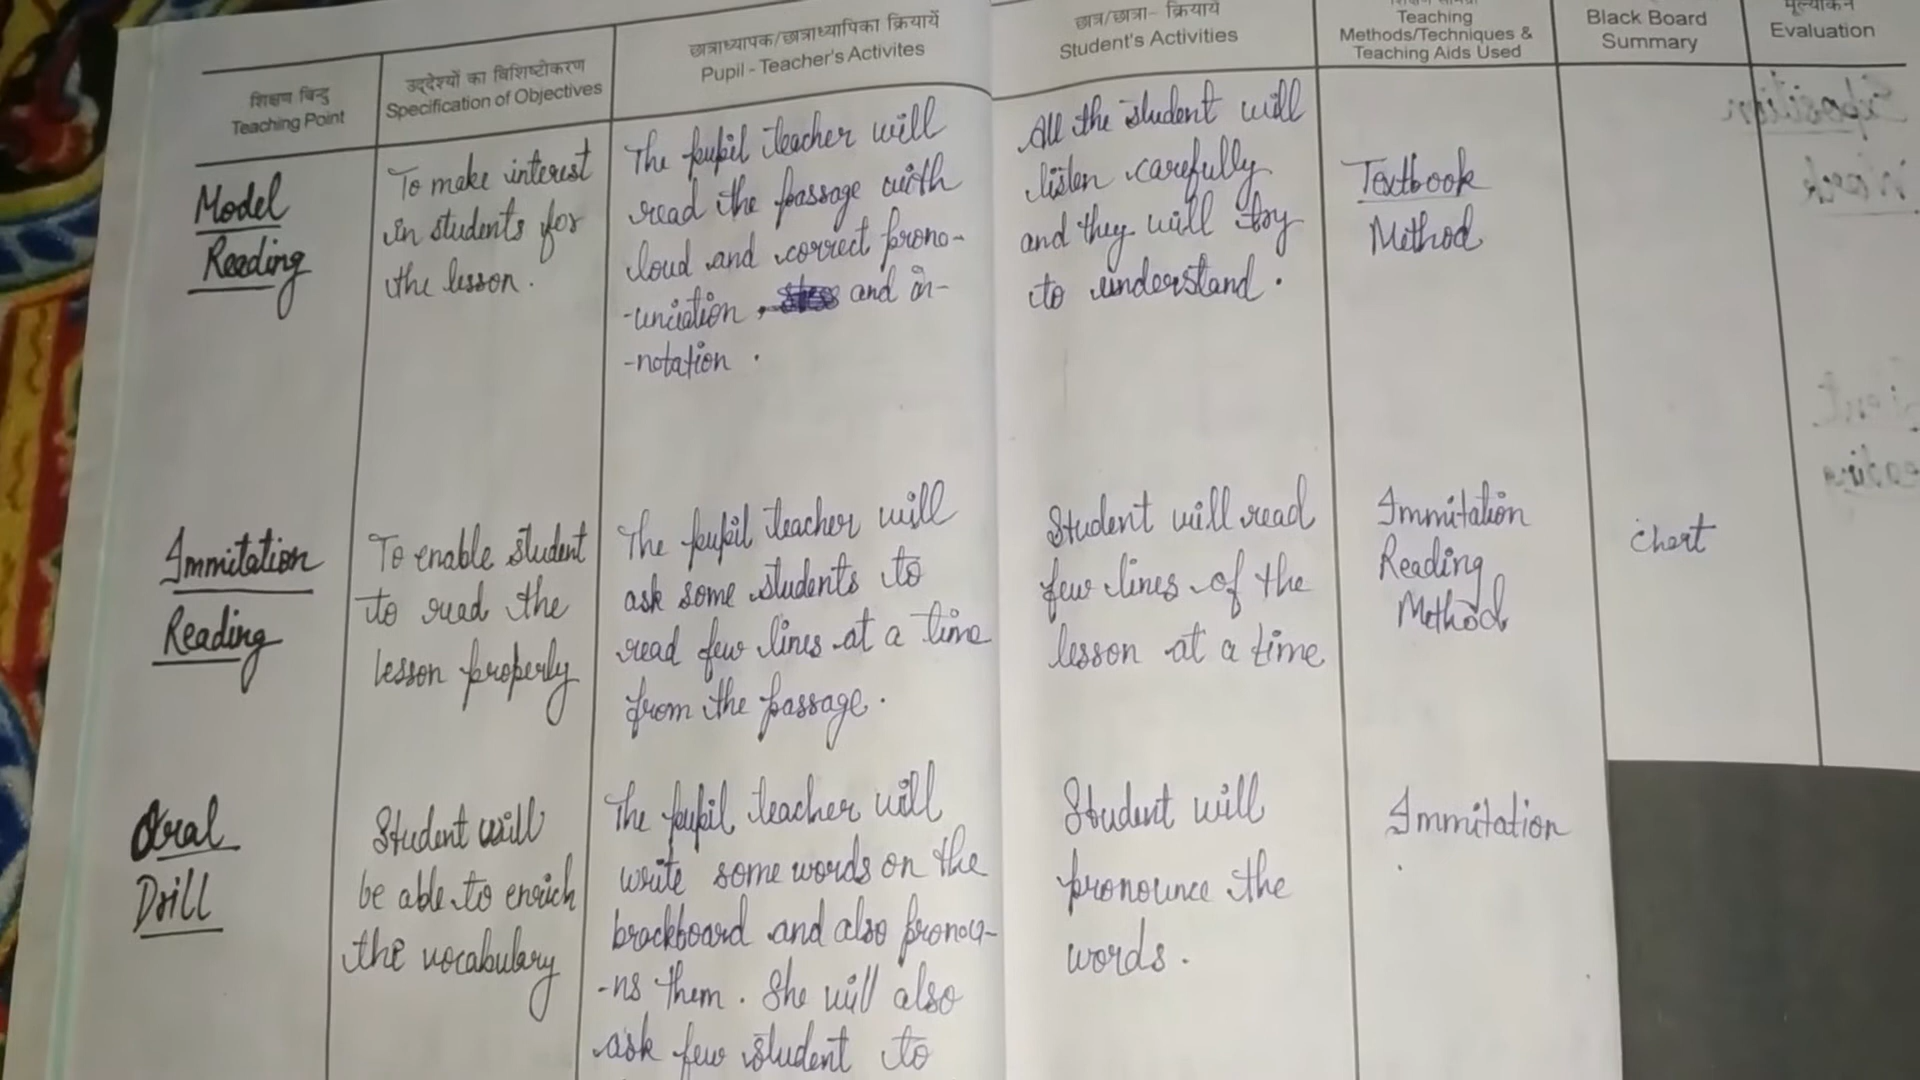 शिक्षण बिन्दु
Teaching Point
उद्देश्यों का विशिष्टीकरण
Specification of Objectives
छात्राध्यापक/छात्राध्यापिका क्रियायें
Pupil - Teacher's Activites
छात्र/छात्रा- क्रियायें
Student's Activities
Teaching
Methods/Techniques &
Teaching Aids Used
Black Board
Summary
मूल्यांकन
Evaluation
Model
Reading
To make interest
in students for
the lesson.
The pupil teacher will
read the passage with
loud and correct prono-
-unciation, and in-
-notation .
All the student will
listen carefully
and they will try
to understand.
Textbook
Method
Immitation
Reading
To enable student
to read the
lesson properly
The pupil teacher will
ask some students to
read few lines at a time
from the passage.
Student will read
few lines of the
lesson at a time
Immitation
Reading
Method
chart
Oral
Drill
Student will
be able to enrich
the vocabulary
The pupil teacher will
write some words on the
brackboard and also pronou-
-ns them. She will also
ask few student to
Student will
pronounce the
words.
Immitation